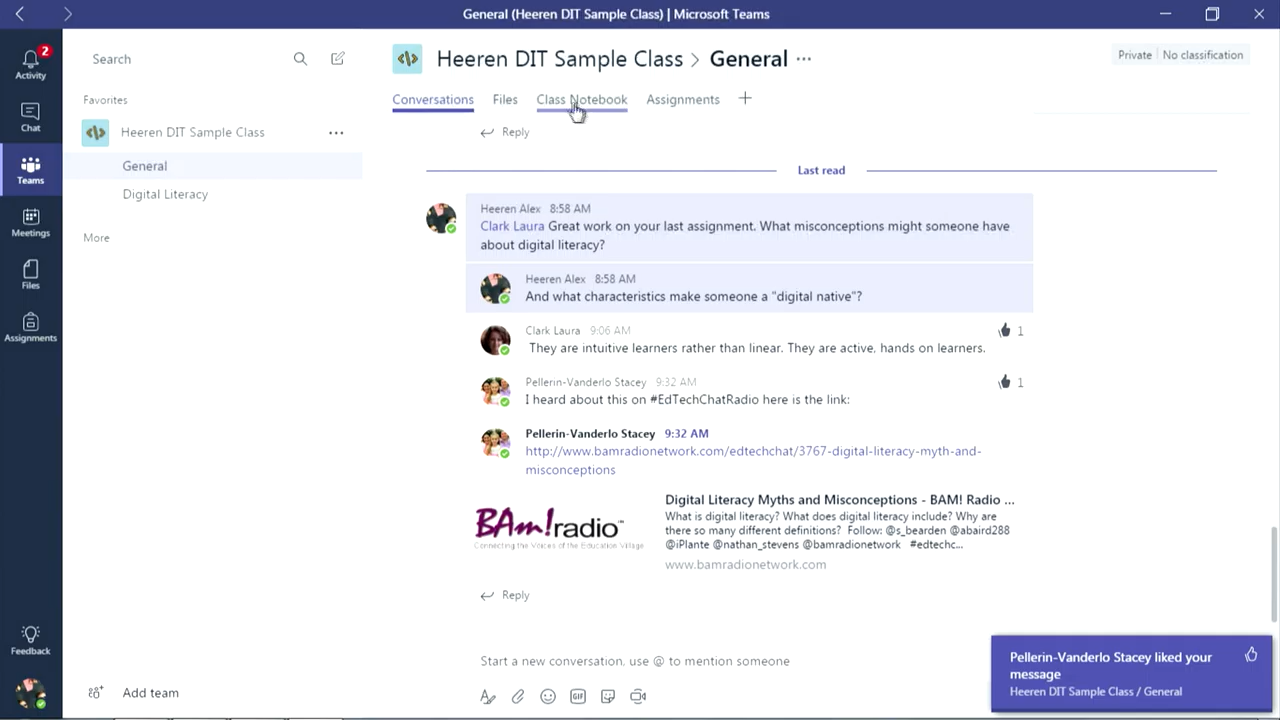 General (Heeren DIT Sample Class) | Microsoft Teams
2
Activity
Chat
Teams
Meetings
Files
Assignments
Feedback
Search
Favorites
Heeren DIT Sample Class
General
Digital Literacy
More
Add team
Heeren DIT Sample Class > General ...
Private | No classification
Conversations Files Class Notebook Assignments +
Reply
Last read
Heeren Alex 8:58 AM
Clark Laura Great work on your last assignment. What misconceptions might someone have
about digital literacy?
Heeren Alex 8:58 AM
And what characteristics make someone a "digital native"?
Clark Laura 9:06 AM 1
They are intuitive learners rather than linear. They are active, hands on learners.
Pellerin-Vanderlo Stacey 9:32 AM 1
I heard about this on #EdTechChatRadio here is the link:
Pellerin-Vanderlo Stacey 9:32 AM
http://www.bamradionetwork.com/edtechchat/3767-digital-literacy-myth-and-
misconceptions
BAM!radio™
Connecting the Voices of the Education Village
Digital Literacy Myths and Misconceptions - BAM! Radio ...
What is digital literacy? What does digital literacy include? Why are
there so many different definitions? Follow: @s_bearden @abaird288
@iPlante @nathan_stevens @bamradionetwork #edtechc...
www.bamradionetwork.com
Reply
Start a new conversation, use @ to mention someone
GIF
Pellerin-Vanderlo Stacey liked your
message
Heeren DIT Sample Class / General